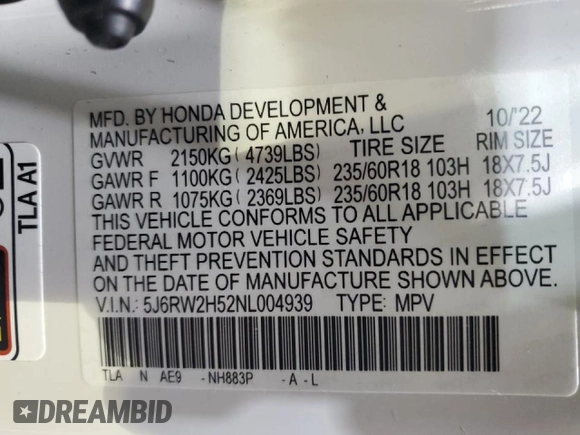 MFD. BY HONDA DEVELOPMENT &
MANUFACTURING OF AMERICA, LLC 10/'22
GVWR 2150KG ( 4739LBS) TIRE SIZE RIM SIZE
GAWR F 1100KG ( 2425LBS) 235/60R18 103H 18X7.5J
GAWR R 1075KG ( 2369LBS) 235/60R18 103H 18X7.5J
THIS VEHICLE CONFORMS TO ALL APPLICABLE
FEDERAL MOTOR VEHICLE SAFETY
AND THEFT PREVENTION STANDARDS IN EFFECT
ON THE DATE OF MANUFACTURE SHOWN ABOVE.
V.I.N.: 5J6RW2H52NL004939 TYPE: MPV
TLA N AE9 -NH883P -A-L
TLA A1
DREAMBID